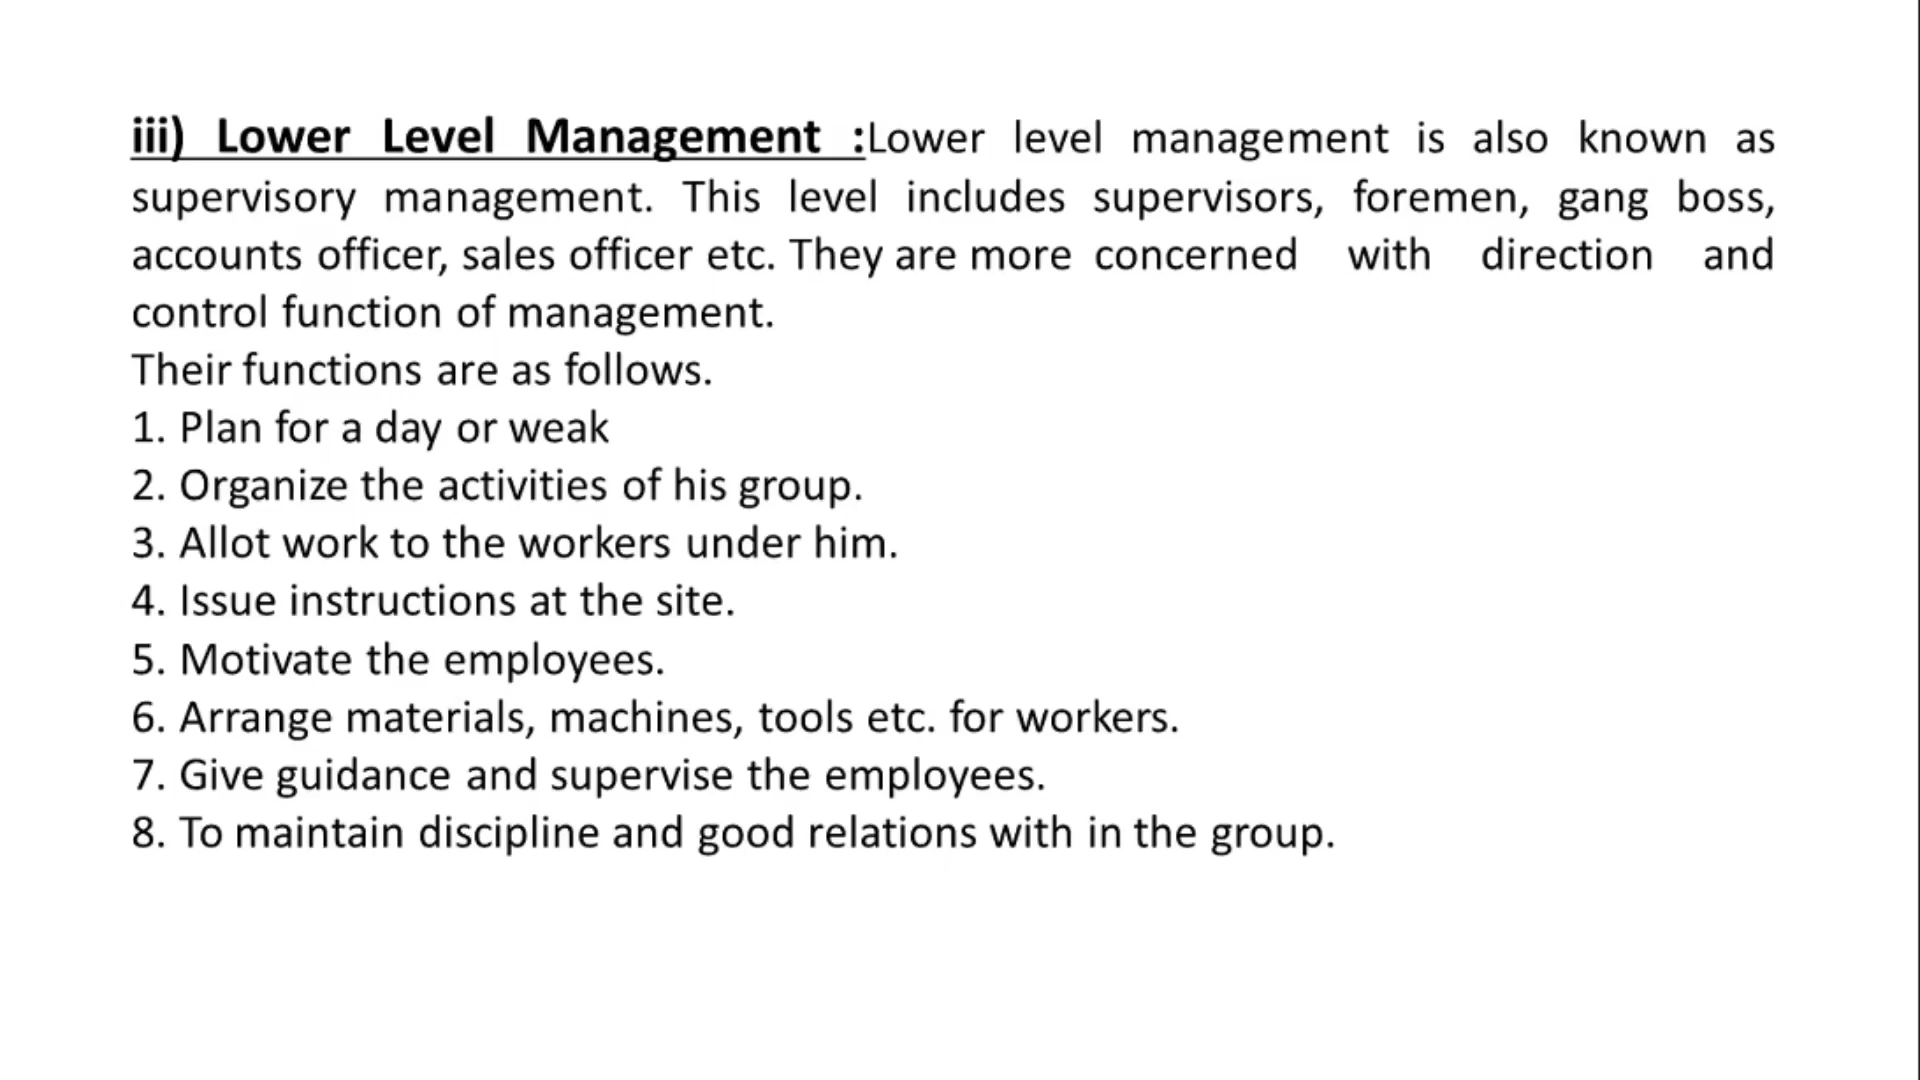 iii) Lower Level Management :Lower level management is also known as
supervisory management. This level includes supervisors, foremen, gang boss,
accounts officer, sales officer etc. They are more concerned with direction and
control function of management.
Their functions are as follows.
1. Plan for a day or weak
2. Organize the activities of his group.
3. Allot work to the workers under him.
4. Issue instructions at the site.
5. Motivate the employees.
6. Arrange materials, machines, tools etc. for workers.
7. Give guidance and supervise the employees.
8. To maintain discipline and good relations with in the group.